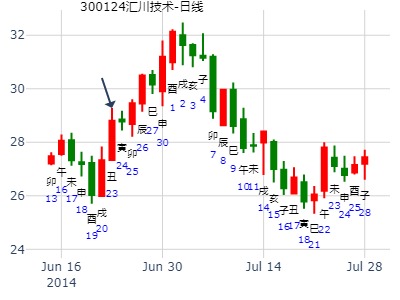 300124汇川技术-日线
32
30
28
26
24
卯
13
午
16
未
17
申
18
酉
19
戌
20
丑
23
寅
24
卯
25
辰
26
巳
27
申
30
酉
1
戌
2
亥
3
子
4
卯
7
辰
8
巳
9
午
10
未
11
戌
14
亥
15
子
16
丑
17
寅
18
巳
21
午
22
未
23
申
24
酉
25
子
28
Jun 16
2014
Jun 30
Jul 14
Jul 28